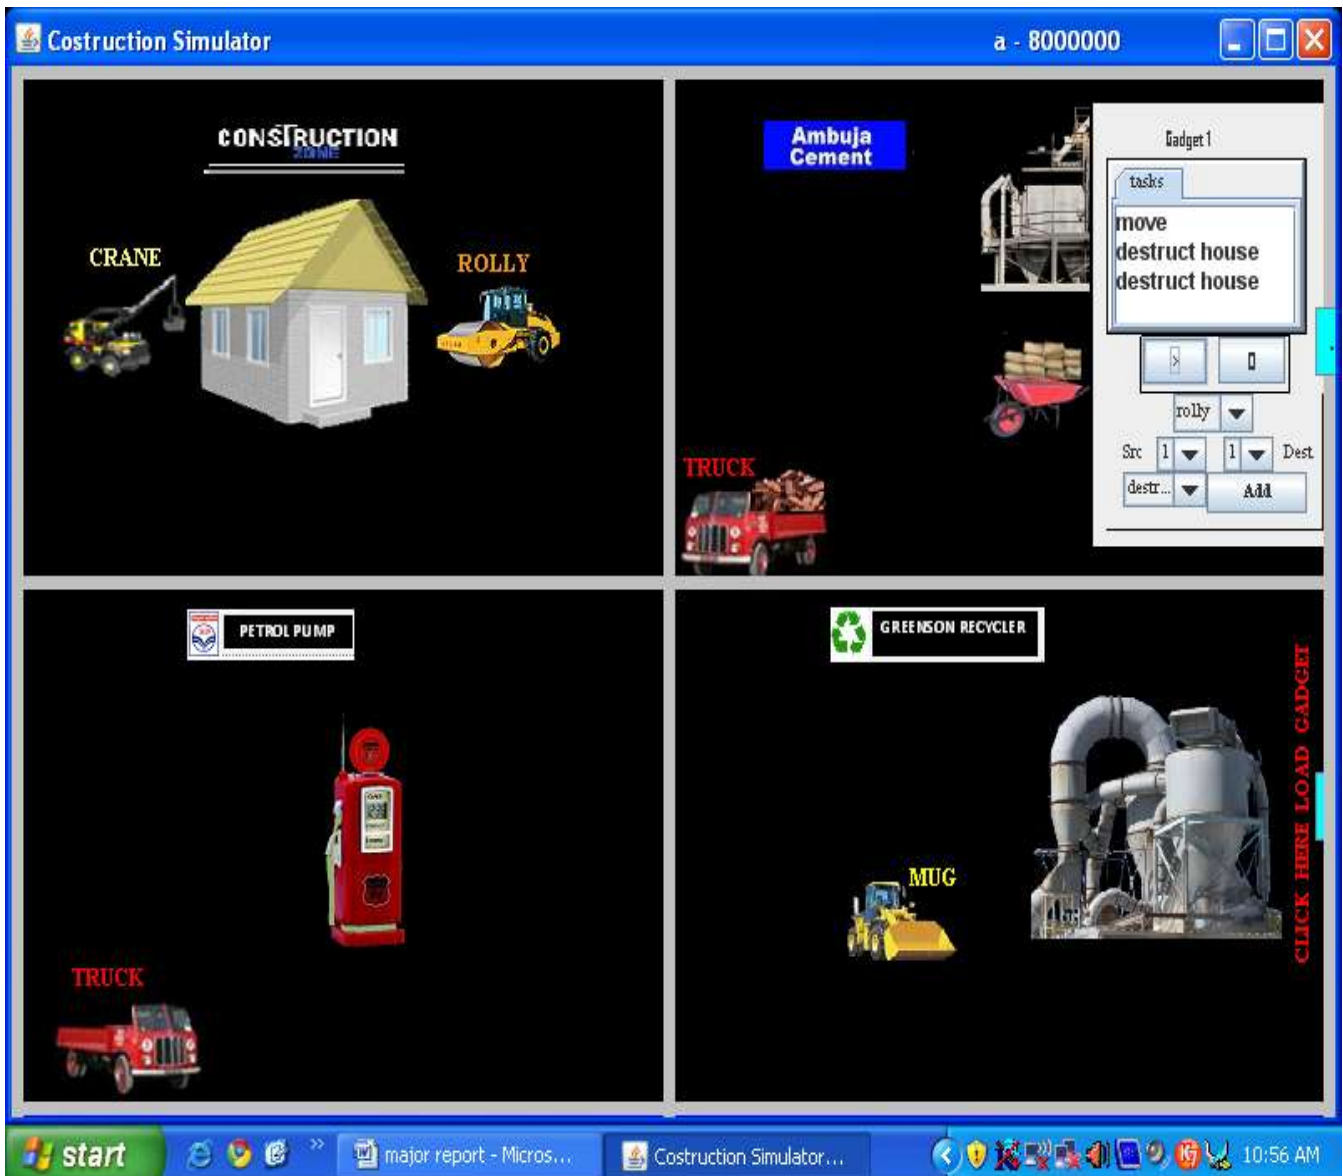 Costruction Simulator
a - 8000000
CONSTRUCTION
ZONE
CRANE
ROLLY
Ambuja
Cement
TRUCK
Gadget 1
tasks
move
destruct house
destruct house
>
rolly
Src 1 1 Dest
destr... Add
PETROL PUMP
TRUCK
GREENSON RECYCLER
MUG
CLICK HERE LOAD GADGET
start
major report - Micros...
Costruction Simulator...
10:56 AM